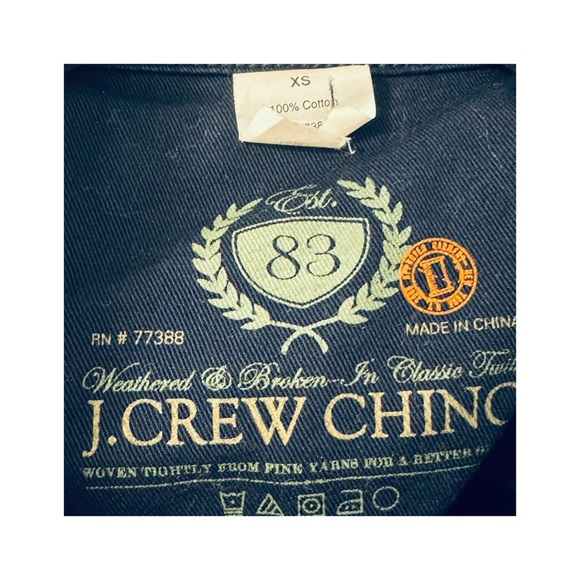 XS
100% Cotton
738
Est.
83
RN # 77388
MADE IN CHINA
Weathered & Broken-In Classic
J.CREW CHINO
WOVEN TIGHTLY FROM FINE YARNS FOR A BETTER